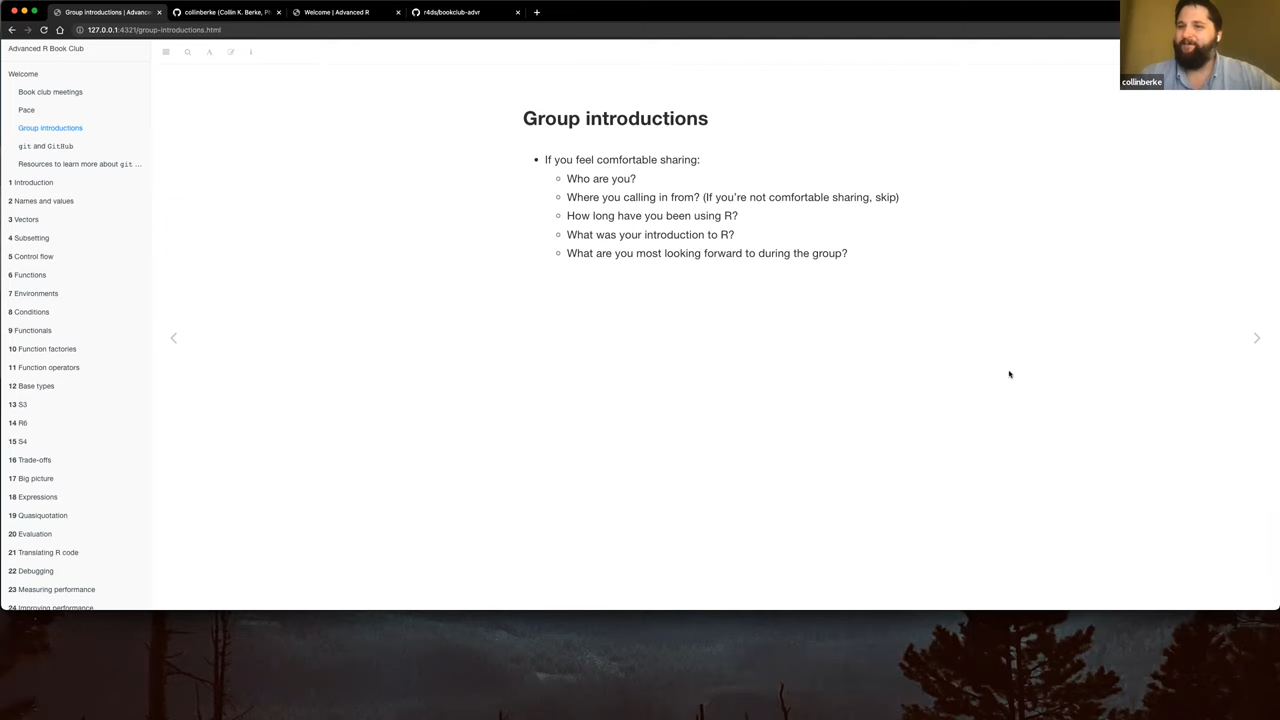 Group introductions | Advance
collinberke (Collin K. Berke, Ph
Welcome | Advanced R
r4ds/bookclub-advr
127.0.0.1:4321/group-introductions.html
collinberke
Advanced R Book Club
Welcome
Book club meetings
Pace
Group introductions
git and GitHub
Resources to learn more about git ...
1 Introduction
2 Names and values
3 Vectors
4 Subsetting
5 Control flow
6 Functions
7 Environments
8 Conditions
9 Functionals
10 Function factories
11 Function operators
12 Base types
13 S3
14 R6
15 S4
16 Trade-offs
17 Big picture
18 Expressions
19 Quasiquotation
20 Evaluation
21 Translating R code
22 Debugging
23 Measuring performance
24 Improving performance
Group introductions
• If you feel comfortable sharing:
◦ Who are you?
◦ Where you calling in from? (If you're not comfortable sharing, skip)
◦ How long have you been using R?
◦ What was your introduction to R?
◦ What are you most looking forward to during the group?